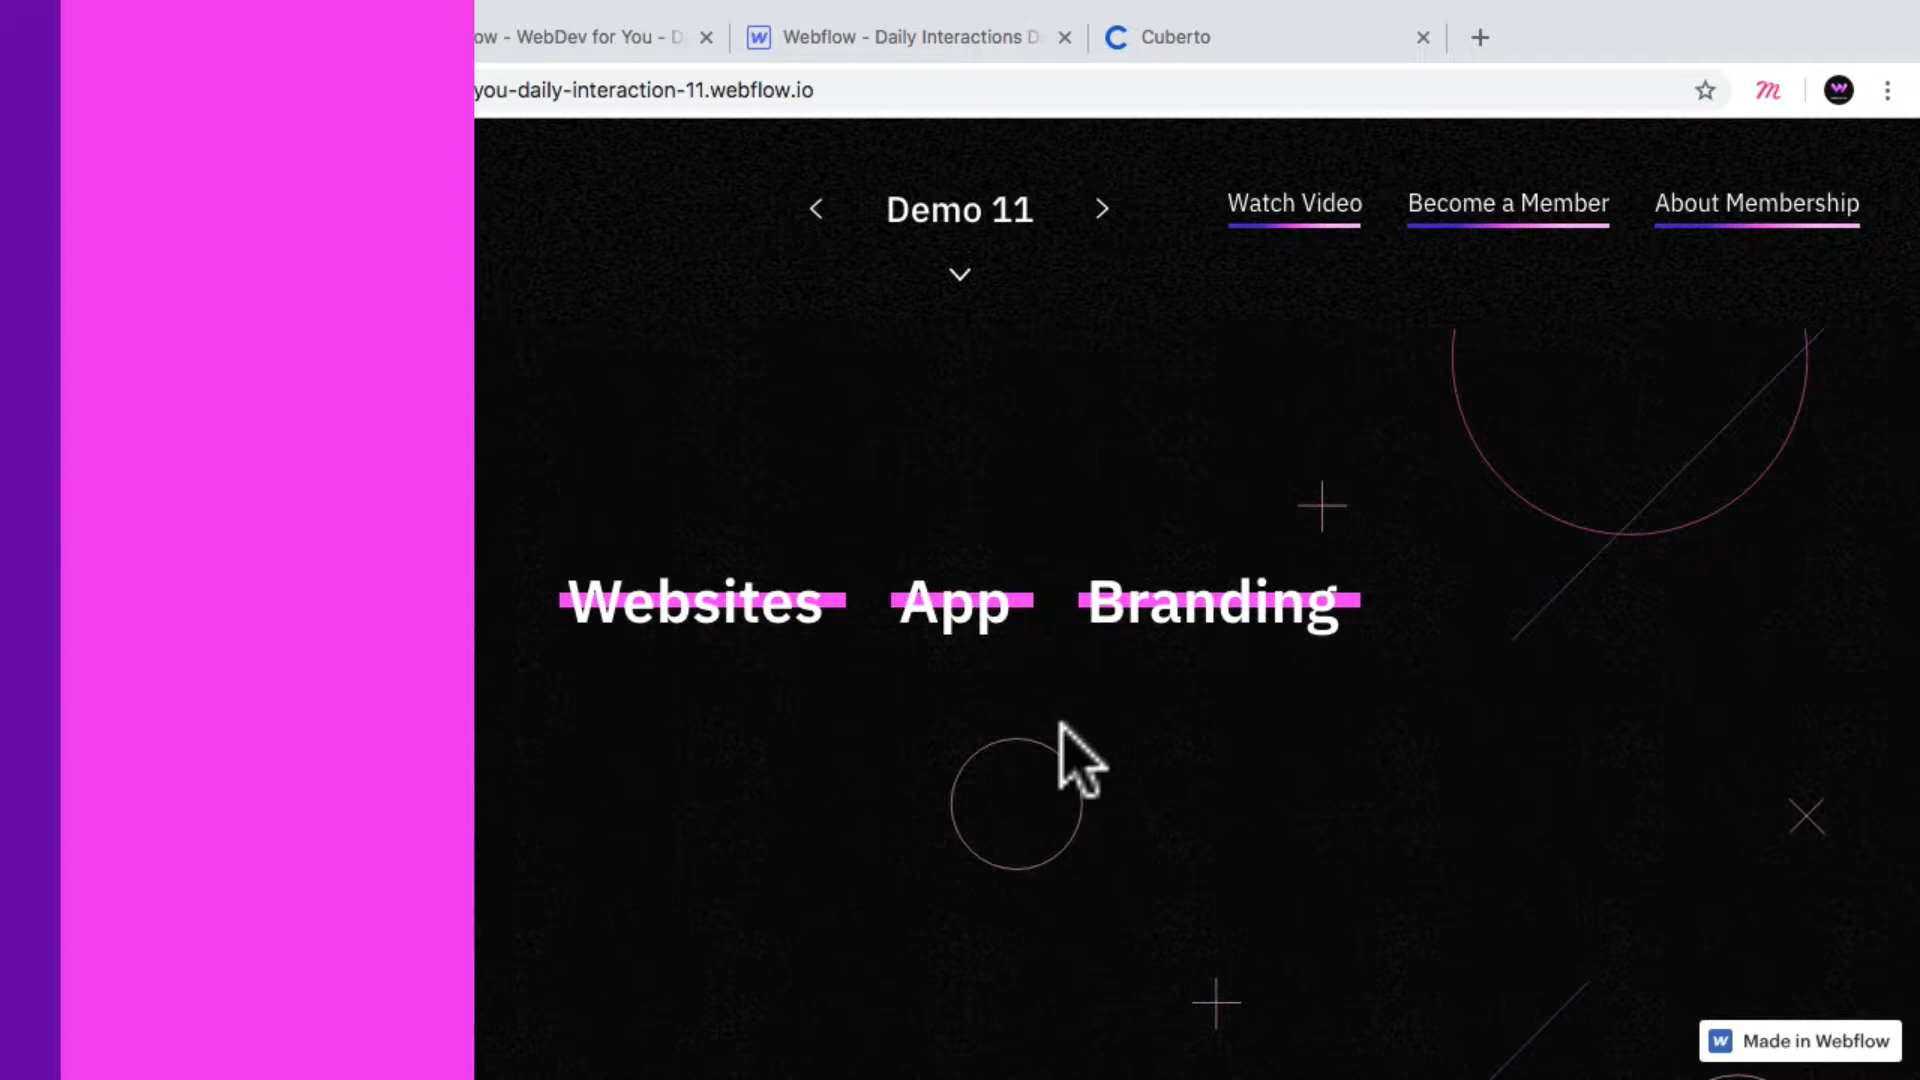 ow - WebDev for You - D
Webflow - Daily Interactions D
Cuberto
you-daily-interaction-11.webflow.io
Demo 11
Watch Video
Become a Member
About Membership
Websites App Branding
Made in Webflow